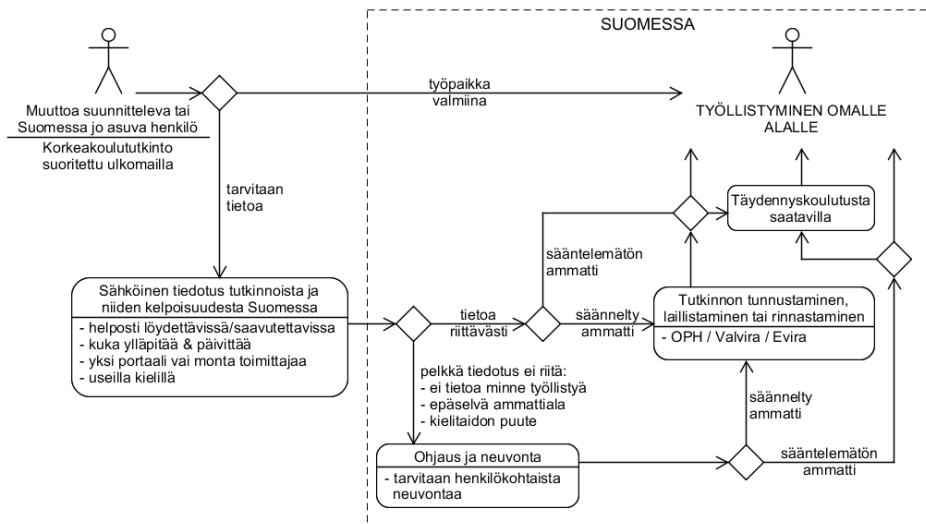 SUOMESSA
Muuttoa suunnitteleva tai
Suomessa jo asuva henkilö
Korkeakoulututkinto
suoritettu ulkomailla
työpaikka
valmiina
TYÖLLISTYMINEN OMALLE
ALALLE
tarvitaan
tietoa
Täydennyskoulutusta
saatavilla
sääntelemätön
ammatti
Sähköinen tiedotus tutkinnoista ja
niiden kelpoisuudesta Suomessa
- helposti löydettävissä/saavutettavissa
- kuka ylläpitää & päivittää
- yksi portaali vai monta toimittajaa
- useilla kielillä
tietoa
riittävästi
säännelty
ammatti
Tutkinnon tunnustaminen,
laillistaminen tai rinnastaminen
- OPH / Valvira / Evira
pelkkä tiedotus ei riitä:
- ei tietoa minne työllistyä
- epäselvä ammattiala
- kielitaidon puute
säännelty
ammatti
Ohjaus ja neuvonta
- tarvitaan henkilökohtaista
neuvontaa
sääntelemätön
ammatti